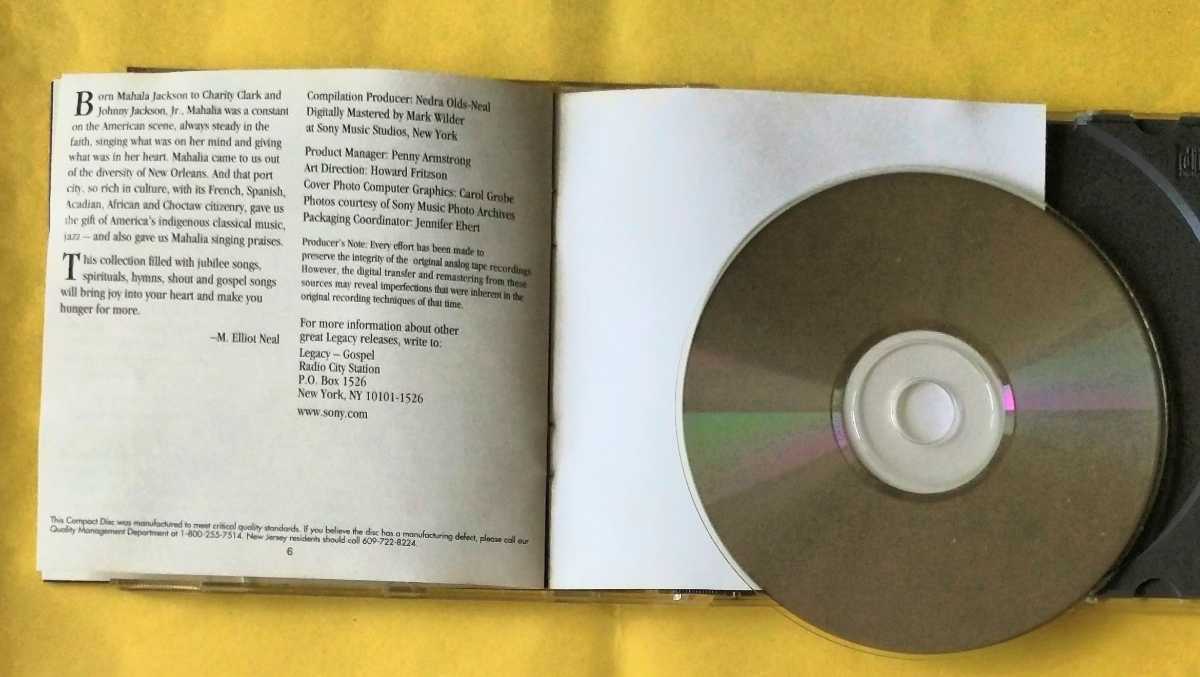 Born Mahala Jackson to Charity Clark and
Johnny Jackson, Jr., Mahalia was a constant
on the American scene, always steady in the
faith, singing what was on her mind and giving
what was in her heart. Mahalia came to us out
of the diversity of New Orleans. And that port
city, so rich in culture, with its French, Spanish,
Acadian, African and Choctaw citizenry, gave us
the gift of America's indigenous classical music,
jazz – and also gave us Mahalia singing praises.
This collection filled with jubilee songs,
spirituals, hymns, shout and gospel songs
will bring joy into your heart and make you
hunger for more.
–M. Elliot Neal
Compilation Producer: Nedra Olds-Neal
Digitally Mastered by Mark Wilder
at Sony Music Studios, New York
Product Manager: Penny Armstrong
Art Direction: Howard Fritzson
Cover Photo Computer Graphics: Carol Grobe
Photos courtesy of Sony Music Photo Archives
Packaging Coordinator: Jennifer Ebert
Producer's Note: Every effort has been made to
preserve the integrity of the original analog tape recordings.
However, the digital transfer and remastering from these
sources may reveal imperfections that were inherent in the
original recording techniques of that time.
For more information about other
great Legacy releases, write to:
Legacy – Gospel
Radio City Station
P.O. Box 1526
New York, NY 10101-1526
www.sony.com
This Compact Disc was manufactured to meet critical quality standards. If you believe the disc has a manufacturing defect, please call our
Quality Management Department at 1-800-255-7514. New Jersey residents should call 609-722-8224.
6